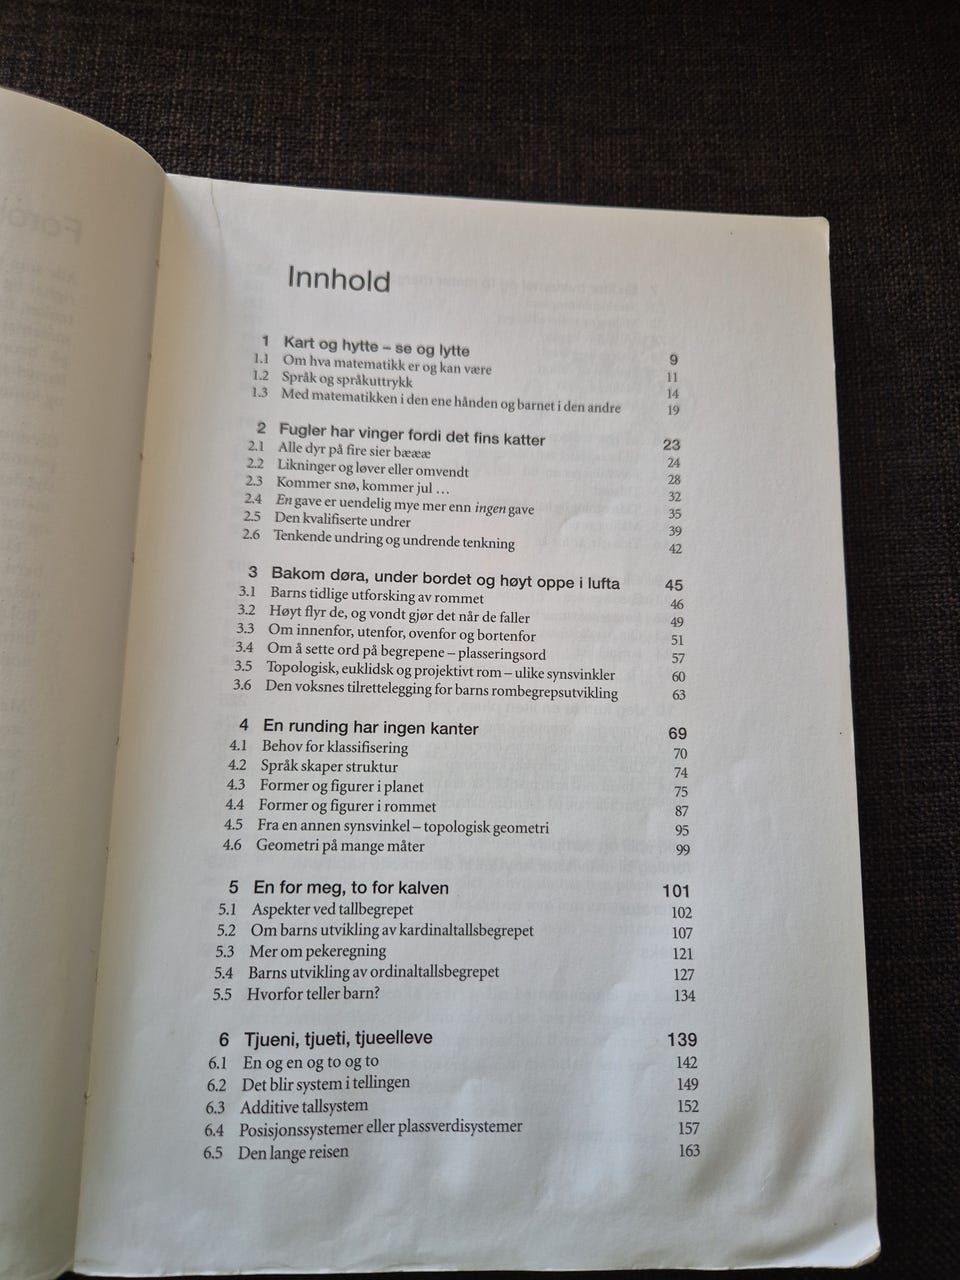 Innhold
1 Kart og hytte – se og lytte 9
1.1 Om hva matematikk er og kan være 11
1.2 Språk og språkuttrykk 14
1.3 Med matematikken i den ene hånden og barnet i den andre 19
2 Fugler har vinger fordi det fins katter 23
2.1 Alle dyr på fire sier bæææ 24
2.2 Likninger og løver eller omvendt 28
2.3 Kommer snø, kommer jul … 32
2.4 En gave er uendelig mye mer enn ingen gave 35
2.5 Den kvalifiserte undrer 39
2.6 Tenkende undring og undrende tenkning 42
3 Bakom døra, under bordet og høyt oppe i lufta 45
3.1 Barns tidlige utforsking av rommet 46
3.2 Høyt flyr de, og vondt gjør det når de faller 49
3.3 Om innenfor, utenfor, ovenfor og bortenfor 51
3.4 Om å sette ord på begrepene – plasseringsord 57
3.5 Topologisk, euklidsk og projektivt rom – ulike synsvinkler 60
3.6 Den voksnes tilrettelegging for barns rombegrepsutvikling 63
4 En runding har ingen kanter 69
4.1 Behov for klassifisering 70
4.2 Språk skaper struktur 74
4.3 Former og figurer i planet 75
4.4 Former og figurer i rommet 87
4.5 Fra en annen synsvinkel – topologisk geometri 95
4.6 Geometri på mange måter 99
5 En for meg, to for kalven 101
5.1 Aspekter ved tallbegrepet 102
5.2 Om barns utvikling av kardinaltallsbegrepet 107
5.3 Mer om pekeregning 121
5.4 Barns utvikling av ordinaltallsbegrepet 127
5.5 Hvorfor teller barn? 134
6 Tjueni, tjueti, tjueelleve 139
6.1 En og en og to og to 142
6.2 Det blir system i tellingen 149
6.3 Additive tallsystem 152
6.4 Posisjonssystemer eller plassverdisystemer 157
6.5 Den lange reisen 163